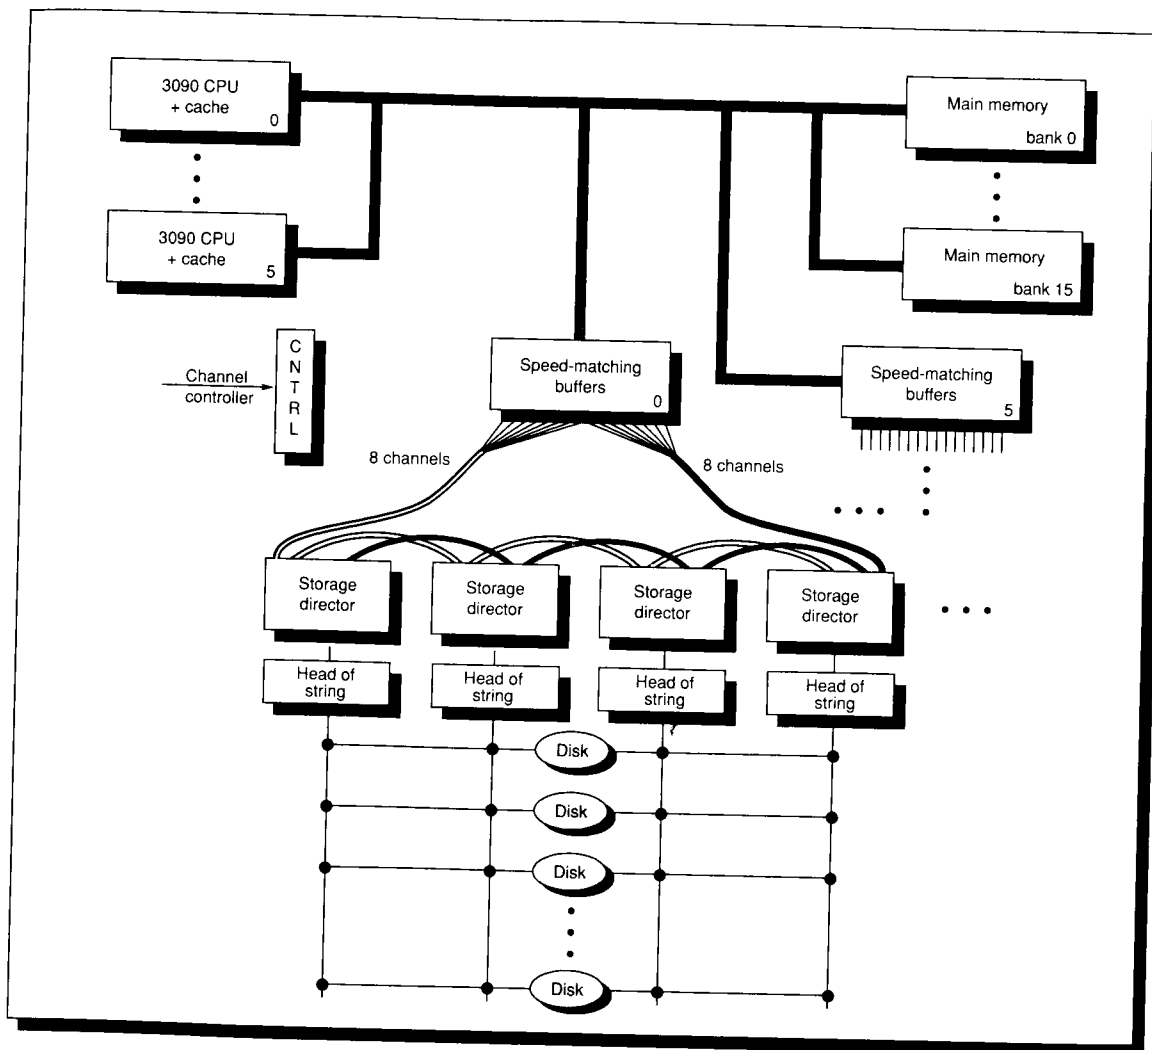 3090 CPU
+ cache
0
Main memory
bank 0
3090 CPU
+ cache
5
Main memory
bank 15
C
N
T
R
L
Channel
controller
Speed-matching
buffers
0
Speed-matching
buffers
5
8 channels
8 channels
Storage
director
Storage
director
Storage
director
Storage
director
Head of
string
Head of
string
Head of
string
Head of
string
Disk
Disk
Disk
Disk